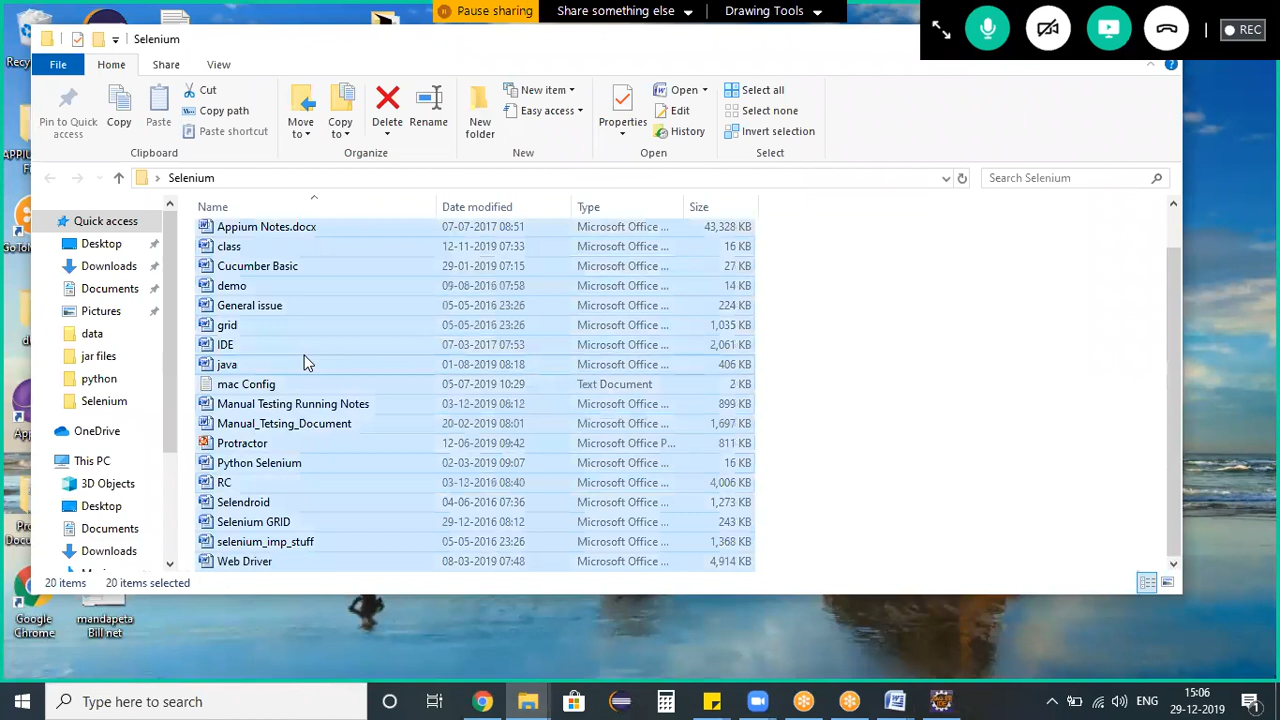 Pause sharing
Share something else
Drawing Tools
REC
Selenium
File
Home
Share
View
Pin to Quick access
Copy
Paste
Cut
Copy path
Paste shortcut
Move to
Copy to
Delete
Rename
New folder
New item
Easy access
Properties
Open
Edit
History
Select all
Select none
Invert selection
Clipboard
Organize
New
Open
Select
Selenium
Search Selenium
Name Date modified Type Size
Quick access
Desktop
Downloads
Documents
Pictures
data
jar files
python
Selenium
OneDrive
This PC
3D Objects
Desktop
Documents
Downloads
Appium Notes.docx 07-07-2017 08:51 Microsoft Office ... 43,328 KB
class 12-11-2019 07:33 Microsoft Office ... 16 KB
Cucumber Basic 29-01-2019 07:15 Microsoft Office ... 27 KB
demo 09-08-2016 07:58 Microsoft Office ... 14 KB
General issue 05-05-2016 23:26 Microsoft Office ... 224 KB
grid 05-05-2016 23:26 Microsoft Office ... 1,035 KB
IDE 07-03-2017 07:53 Microsoft Office ... 2,061 KB
java 01-08-2019 08:18 Microsoft Office ... 406 KB
mac Config 05-07-2019 10:29 Text Document 2 KB
Manual Testing Running Notes 03-12-2019 08:12 Microsoft Office ... 899 KB
Manual_Tetsing_Document 20-02-2019 08:01 Microsoft Office ... 1,697 KB
Protractor 12-06-2019 09:42 Microsoft Office P... 811 KB
Python Selenium 02-03-2019 09:07 Microsoft Office ... 16 KB
RC 03-12-2019 08:40 Microsoft Office ... 4,006 KB
Selendroid 04-06-2016 07:36 Microsoft Office ... 1,273 KB
Selenium GRID 29-12-2016 08:12 Microsoft Office ... 243 KB
selenium_imp_stuff 05-05-2016 23:26 Microsoft Office ... 1,368 KB
Web Driver 08-03-2019 07:48 Microsoft Office ... 4,914 KB
20 items 20 items selected
Google Chrome
mandapeta Bill net
Type here to search
ENG
15:06
29-12-2019